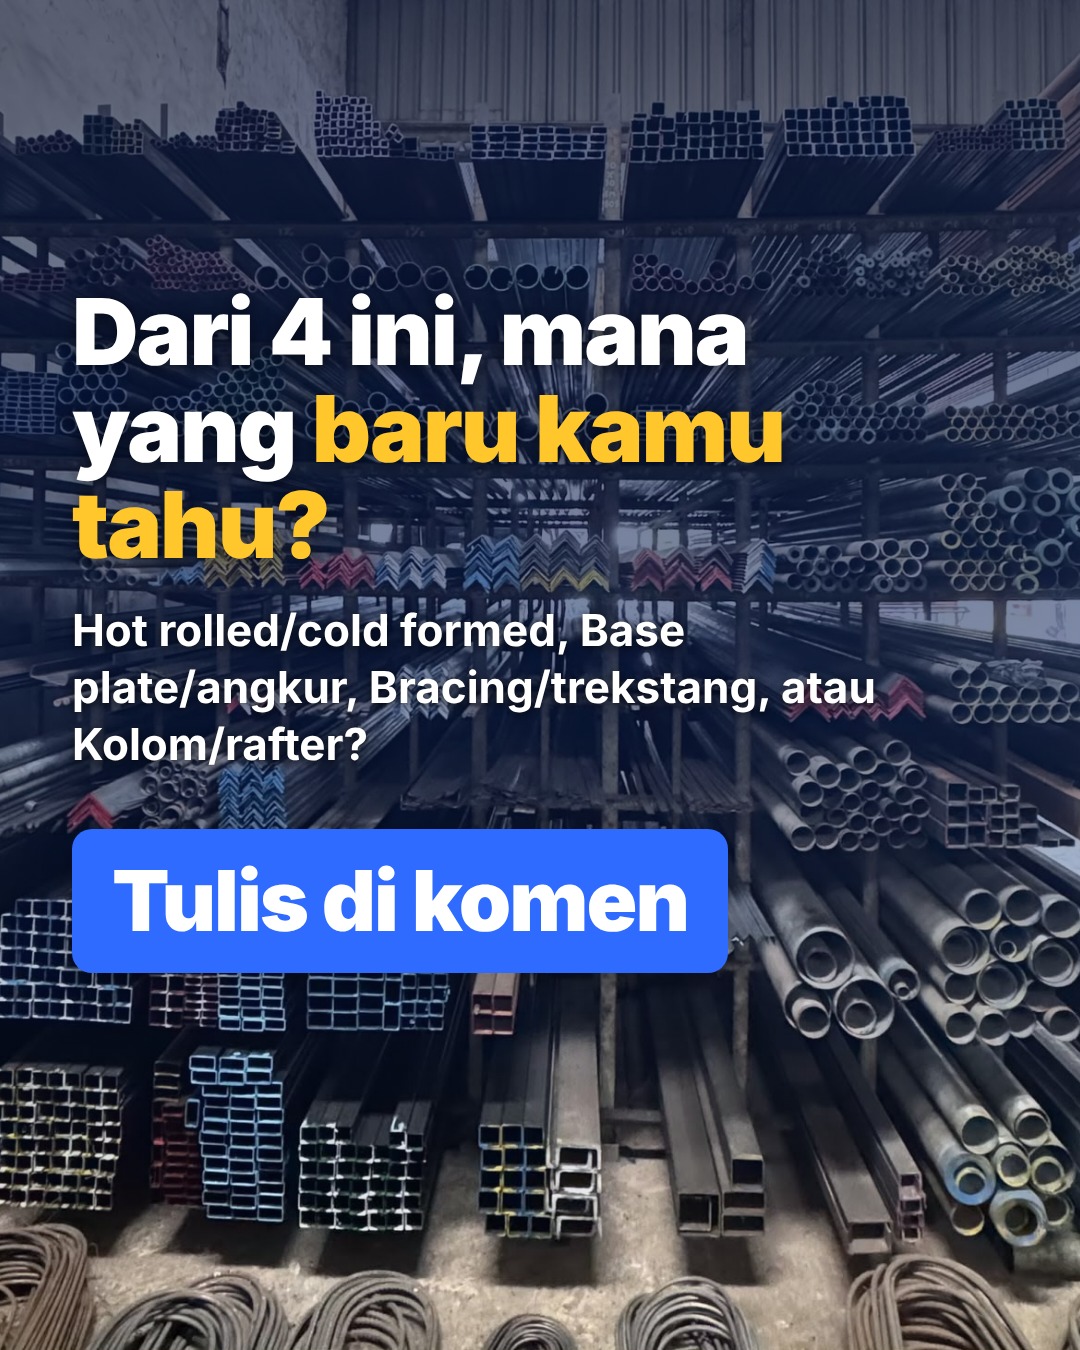 Dari 4 ini, mana
yang baru kamu
tahu?
Hot rolled/cold formed, Base
plate/angkur, Bracing/trekstang, atau
Kolom/rafter?
Tulis di komen